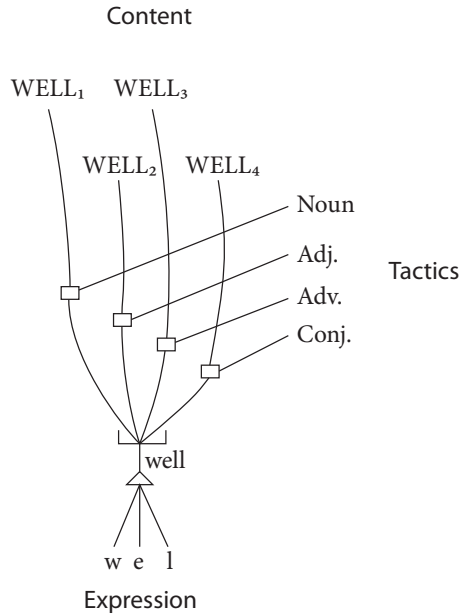 Content
WELL₁ WELL₃
WELL₂ WELL₄
Noun
Adj.
Tactics
Adv.
Conj.
well
w e l
Expression